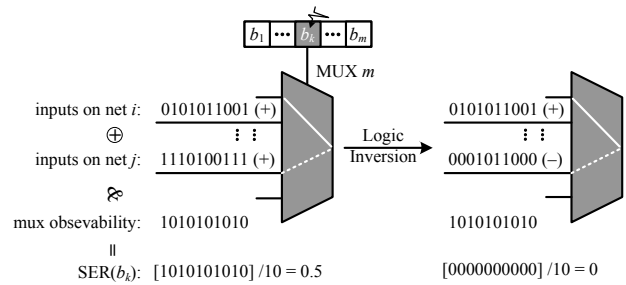 b1 ··· bk ··· bm
MUX m
inputs on net i: 0101011001 (+)
⊕
inputs on net j: 1110100111 (+)
&
mux obsevability: 1010101010
=
SER(bk): [1010101010] /10 = 0.5
Logic
Inversion
0101011001 (+)
0001011000 (–)
1010101010
[0000000000] /10 = 0